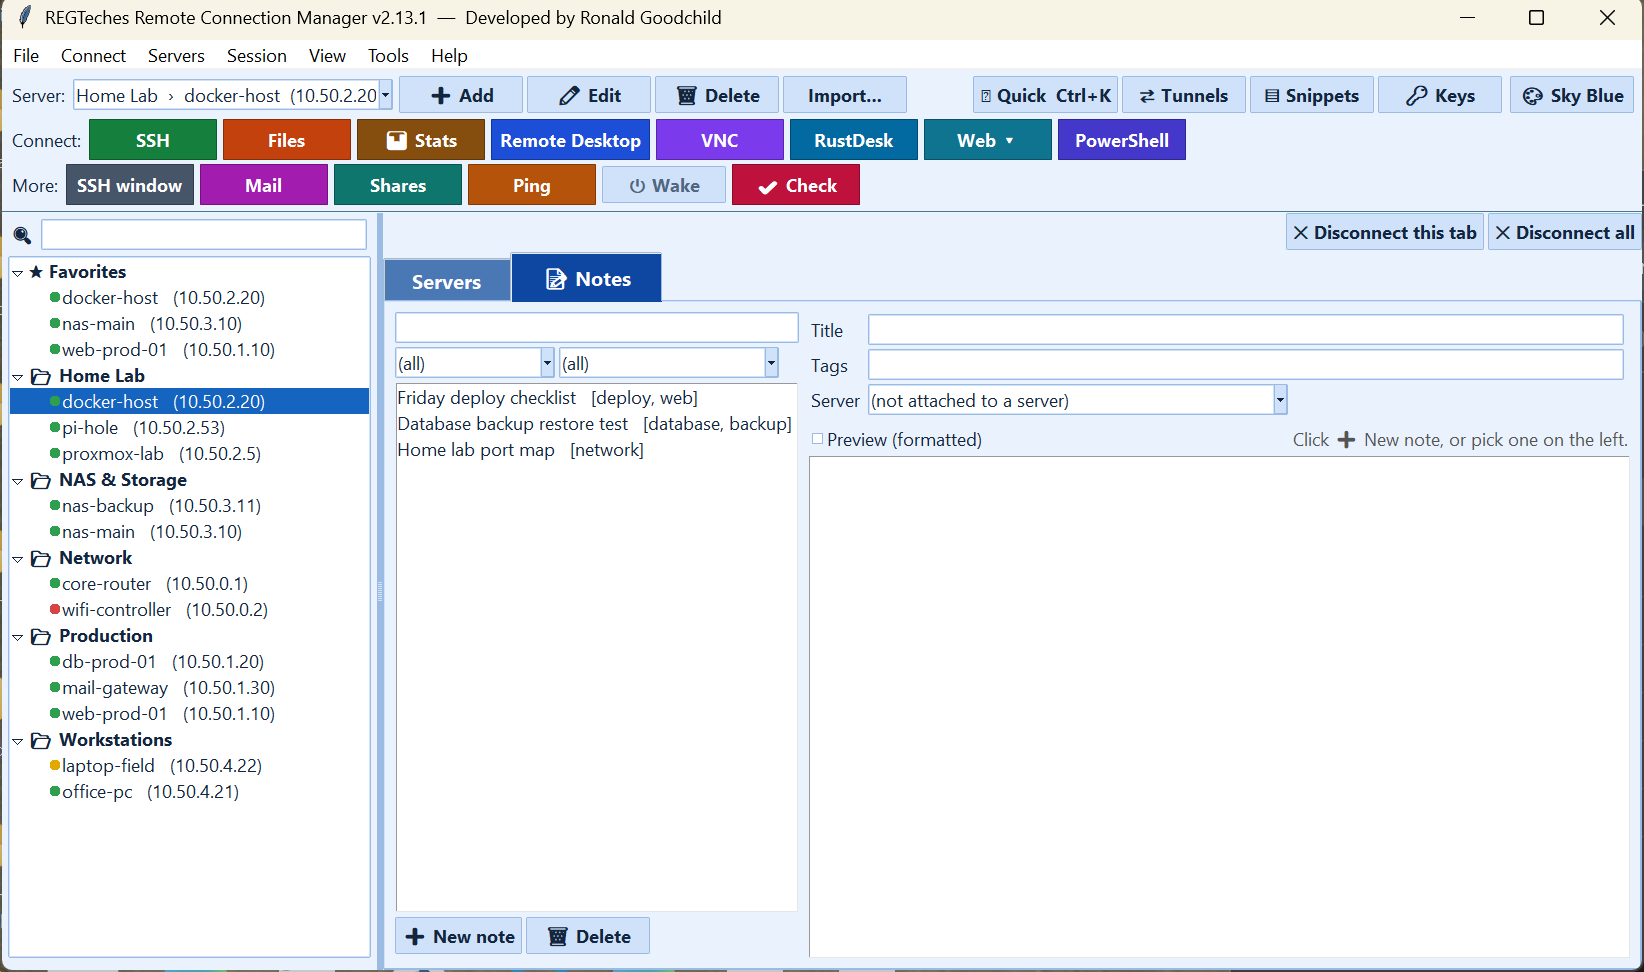 REGTeches Remote Connection Manager v2.13.1 — Developed by Ronald Goodchild
File Connect Servers Session View Tools Help
Server: Home Lab › docker-host (10.50.2.20 Add Edit Delete Import... Quick Ctrl+K Tunnels Snippets Keys Sky Blue
Connect: SSH Files Stats Remote Desktop VNC RustDesk Web PowerShell
More: SSH window Mail Shares Ping Wake Check
Disconnect this tab Disconnect all
Favorites
docker-host (10.50.2.20)
nas-main (10.50.3.10)
web-prod-01 (10.50.1.10)
Home Lab
docker-host (10.50.2.20)
pi-hole (10.50.2.53)
proxmox-lab (10.50.2.5)
NAS & Storage
nas-backup (10.50.3.11)
nas-main (10.50.3.10)
Network
core-router (10.50.0.1)
wifi-controller (10.50.0.2)
Production
db-prod-01 (10.50.1.20)
mail-gateway (10.50.1.30)
web-prod-01 (10.50.1.10)
Workstations
laptop-field (10.50.4.22)
office-pc (10.50.4.21)
Servers Notes
(all) (all)
Friday deploy checklist [deploy, web]
Database backup restore test [database, backup]
Home lab port map [network]
New note Delete
Title
Tags
Server (not attached to a server)
Preview (formatted) Click + New note, or pick one on the left.